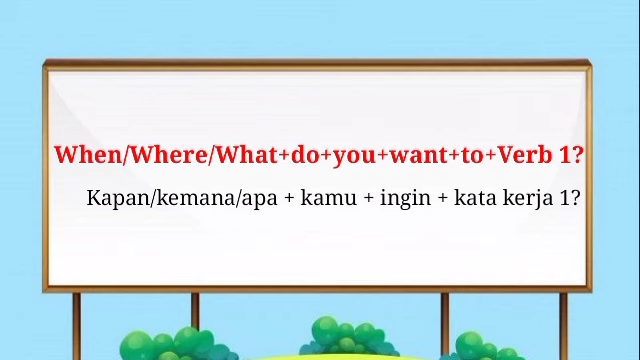 When/Where/What+do+you+want+to+Verb 1?
Kapan/kemana/apa + kamu + ingin + kata kerja 1?